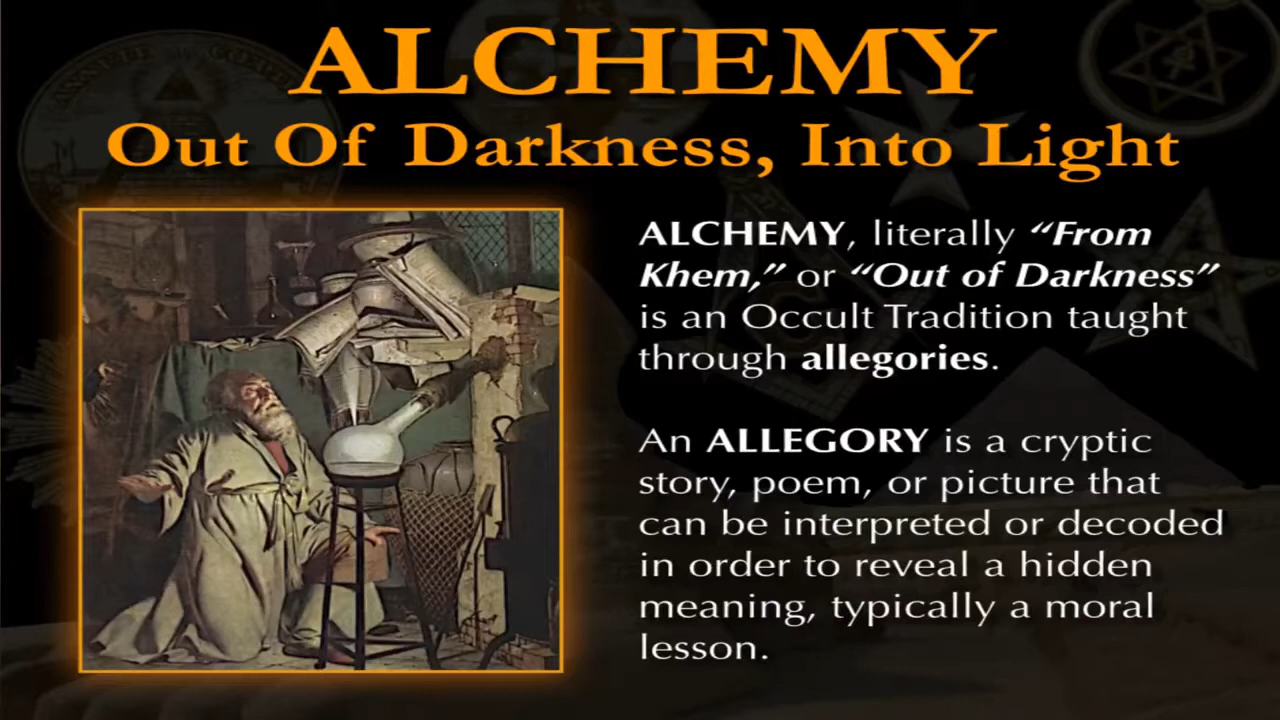 ALCHEMY
Out Of Darkness, Into Light
ALCHEMY, literally “From
Khem,” or “Out of Darkness”
is an Occult Tradition taught
through allegories.
An ALLEGORY is a cryptic
story, poem, or picture that
can be interpreted or decoded
in order to reveal a hidden
meaning, typically a moral
lesson.